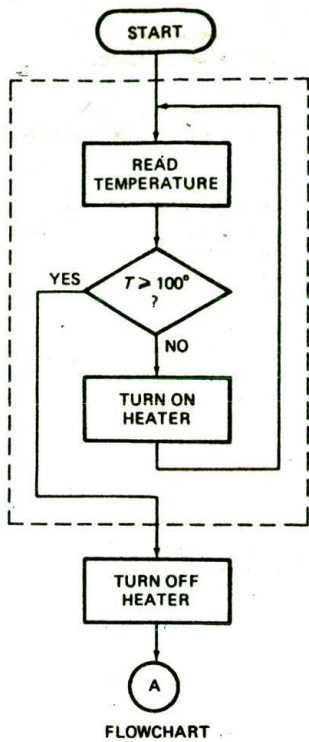 START
READ
TEMPERATURE
YES
T ⩾ 100°
?
NO
TURN ON
HEATER
TURN OFF
HEATER
A
FLOWCHART